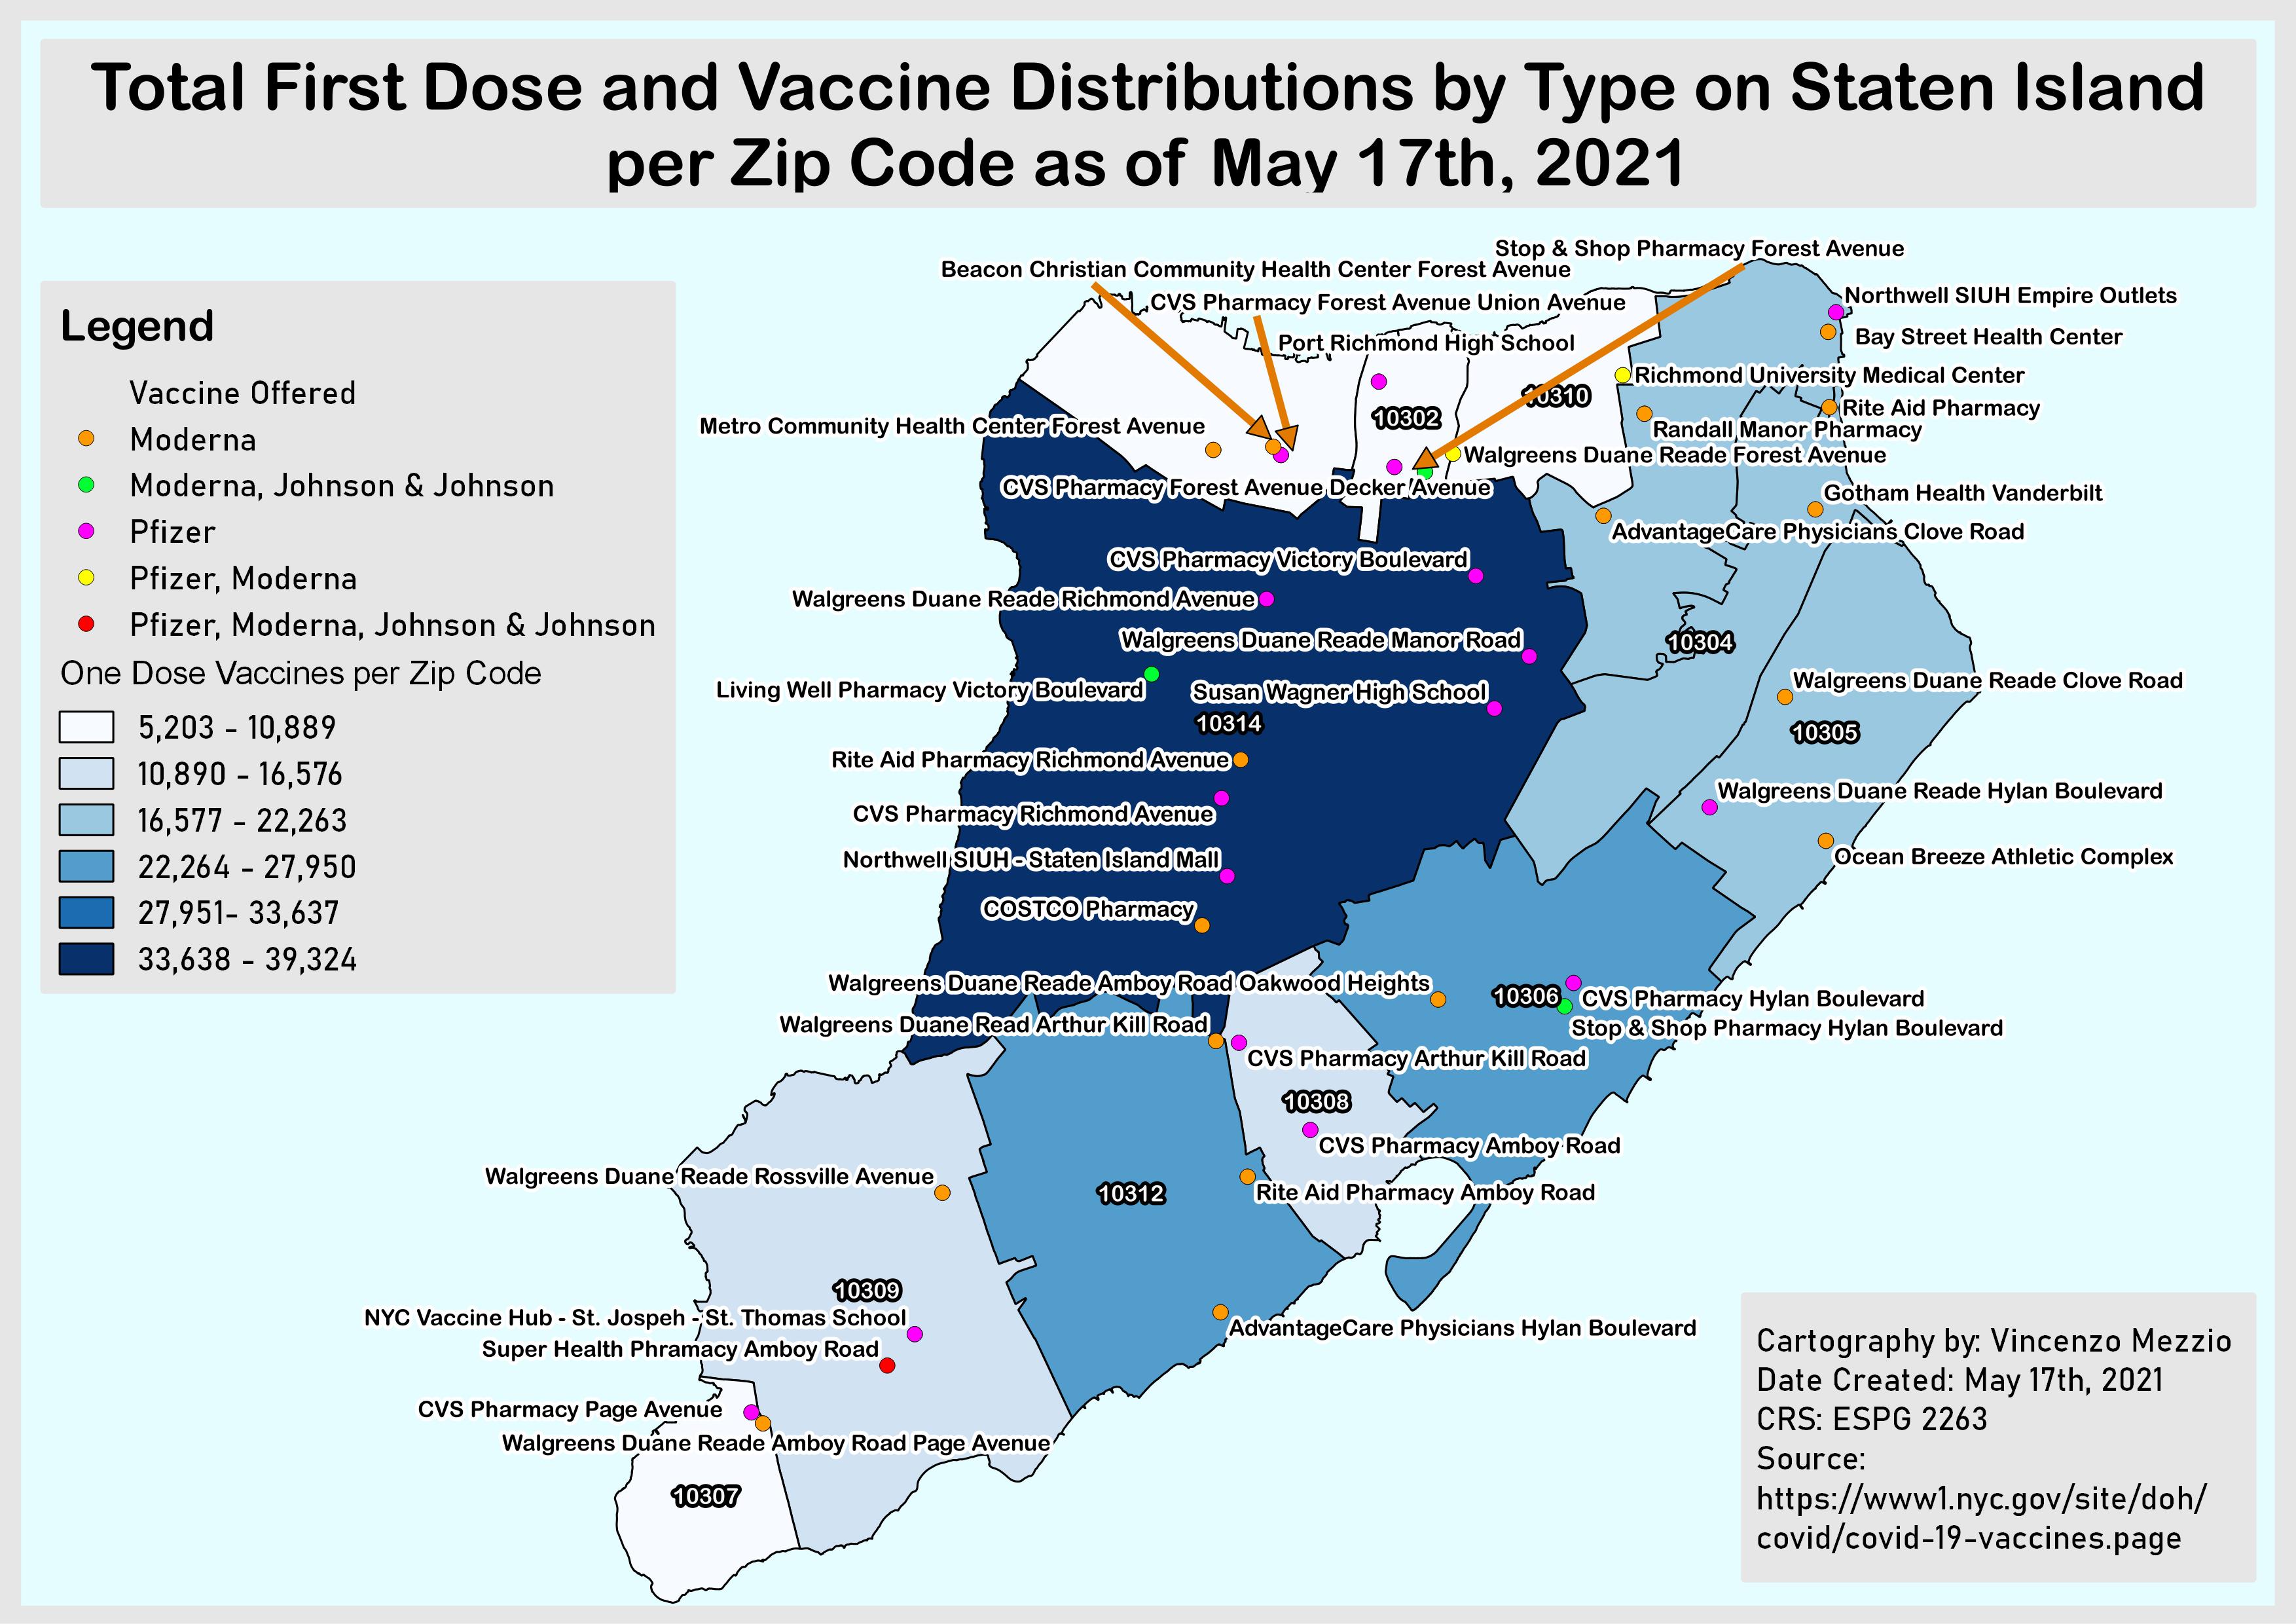 Total First Dose and Vaccine Distributions by Type on Staten Island
per Zip Code as of May 17th, 2021
Legend
Vaccine Offered
Moderna
Moderna, Johnson & Johnson
Pfizer
Pfizer, Moderna
Pfizer, Moderna, Johnson & Johnson
One Dose Vaccines per Zip Code
5,203 - 10,889
10,890 - 16,576
16,577 - 22,263
22,264 - 27,950
27,951- 33,637
33,638 - 39,324
Stop & Shop Pharmacy Forest Avenue
Beacon Christian Community Health Center Forest Avenue
CVS Pharmacy Forest Avenue Union Avenue
Northwell SIUH Empire Outlets
Bay Street Health Center
Port Richmond High School
Richmond University Medical Center
10310
Rite Aid Pharmacy
10302
Metro Community Health Center Forest Avenue
Randall Manor Pharmacy
Walgreens Duane Reade Forest Avenue
CVS Pharmacy Forest Avenue Decker Avenue
Gotham Health Vanderbilt
AdvantageCare Physicians Clove Road
CVS Pharmacy Victory Boulevard
Walgreens Duane Reade Richmond Avenue
Walgreens Duane Reade Manor Road
10304
Living Well Pharmacy Victory Boulevard
Susan Wagner High School
Walgreens Duane Reade Clove Road
10314
10305
Rite Aid Pharmacy Richmond Avenue
Walgreens Duane Reade Hylan Boulevard
CVS Pharmacy Richmond Avenue
Northwell SIUH - Staten Island Mall
Ocean Breeze Athletic Complex
COSTCO Pharmacy
Walgreens Duane Reade Amboy Road Oakwood Heights
10306
CVS Pharmacy Hylan Boulevard
Walgreens Duane Read Arthur Kill Road
Stop & Shop Pharmacy Hylan Boulevard
CVS Pharmacy Arthur Kill Road
10308
CVS Pharmacy Amboy Road
Walgreens Duane Reade Rossville Avenue
10312
Rite Aid Pharmacy Amboy Road
10309
NYC Vaccine Hub - St. Jospeh - St. Thomas School
AdvantageCare Physicians Hylan Boulevard
Super Health Phramacy Amboy Road
CVS Pharmacy Page Avenue
Walgreens Duane Reade Amboy Road Page Avenue
10307
Cartography by: Vincenzo Mezzio
Date Created: May 17th, 2021
CRS: ESPG 2263
Source:
https://www1.nyc.gov/site/doh/
covid/covid-19-vaccines.page